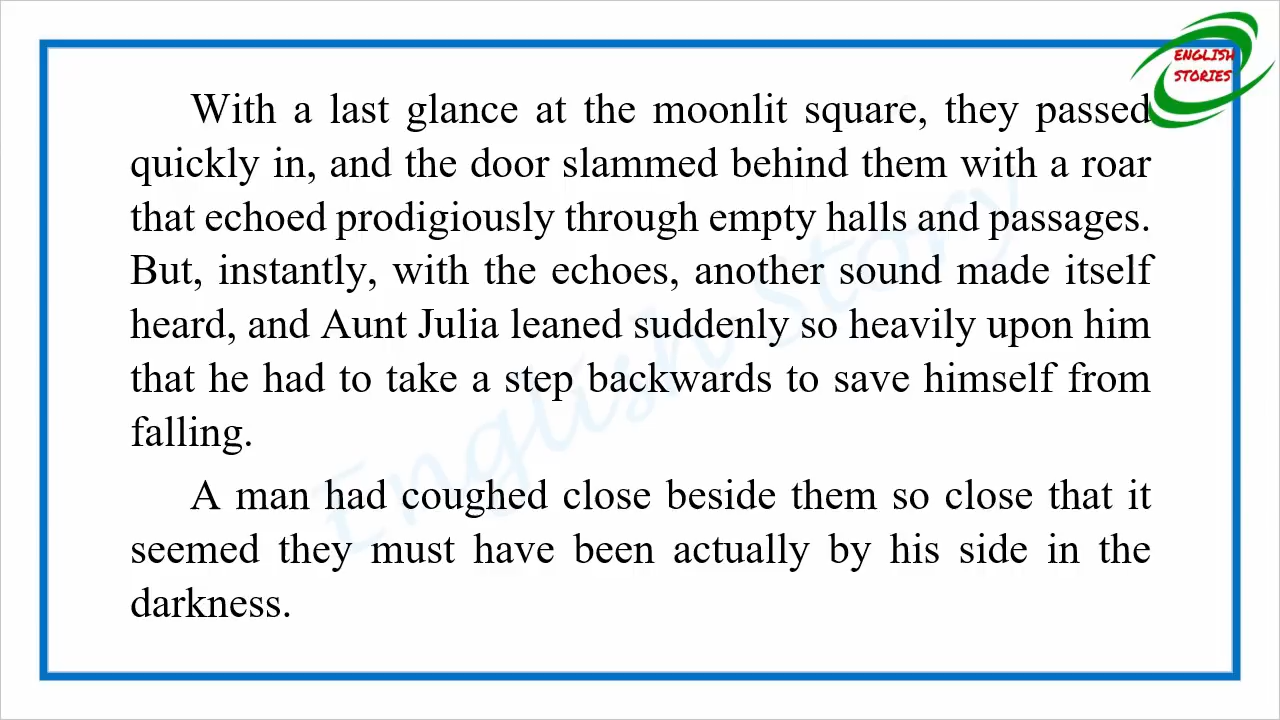 ENGLISH
STORIES
With a last glance at the moonlit square, they passed
quickly in, and the door slammed behind them with a roar
that echoed prodigiously through empty halls and passages.
But, instantly, with the echoes, another sound made itself
heard, and Aunt Julia leaned suddenly so heavily upon him
that he had to take a step backwards to save himself from
falling.
A man had coughed close beside them so close that it
seemed they must have been actually by his side in the
darkness.
English Story